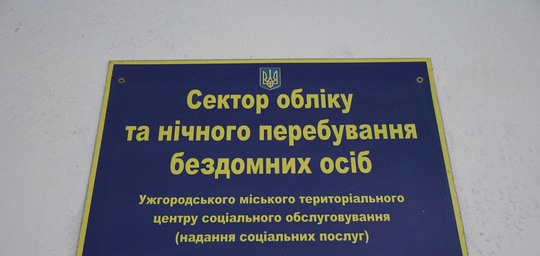 Сектор обліку
та нічного перебування
бездомних осіб
Ужгородського міського територіального
центру соціального обслуговування
(надання соціальних послуг)